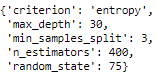 {'criterion': 'entropy',
'max_depth': 30,
'min_samples_split': 3,
'n_estimators': 400,
'random_state': 75}